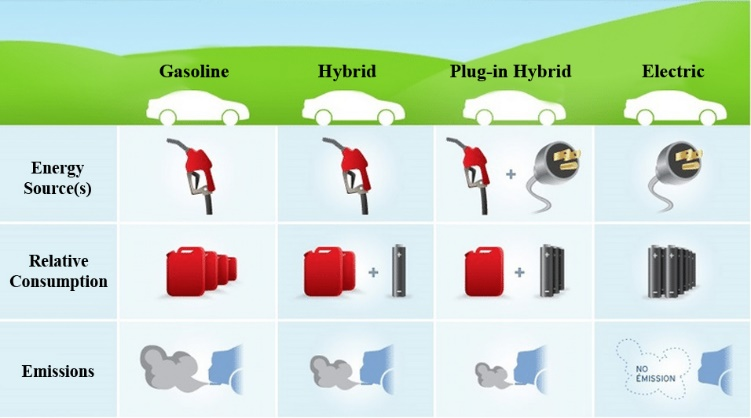 Gasoline
Hybrid
Plug-in Hybrid
Electric
Energy
Source(s)
+
Relative
Consumption
+
+
Emissions
NO
EMISSION